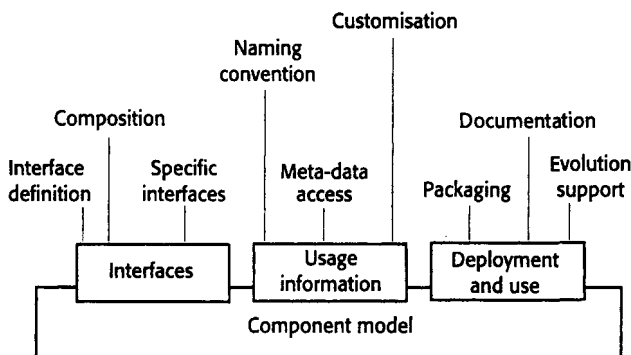 Customisation
Naming
convention
Composition
Documentation
Interface
definition
Specific
interfaces
Meta-data
access
Packaging
Evolution
support
Interfaces
Usage
information
Deployment
and use
Component model